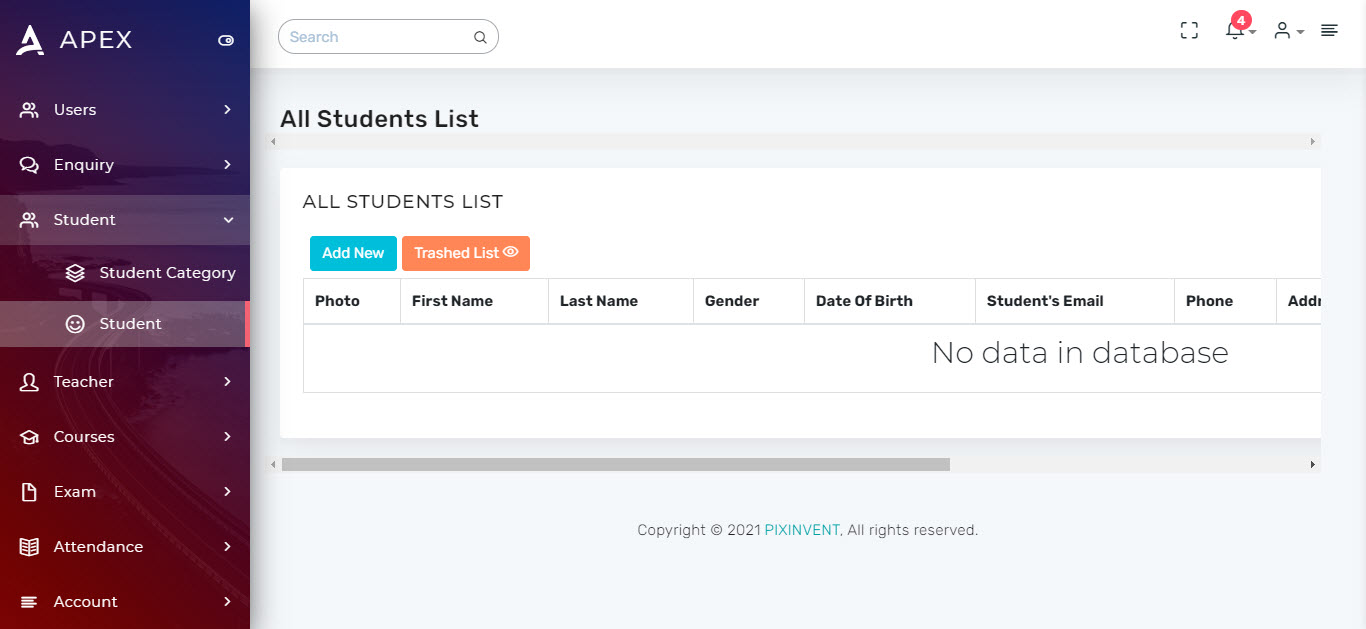 APEX
Search
4
Users
Enquiry
Student
Student Category
Student
Teacher
Courses
Exam
Attendance
Account
All Students List
ALL STUDENTS LIST
Add New Trashed List
Photo First Name Last Name Gender Date Of Birth Student's Email Phone Addr
No data in database
Copyright © 2021 PIXINVENT, All rights reserved.